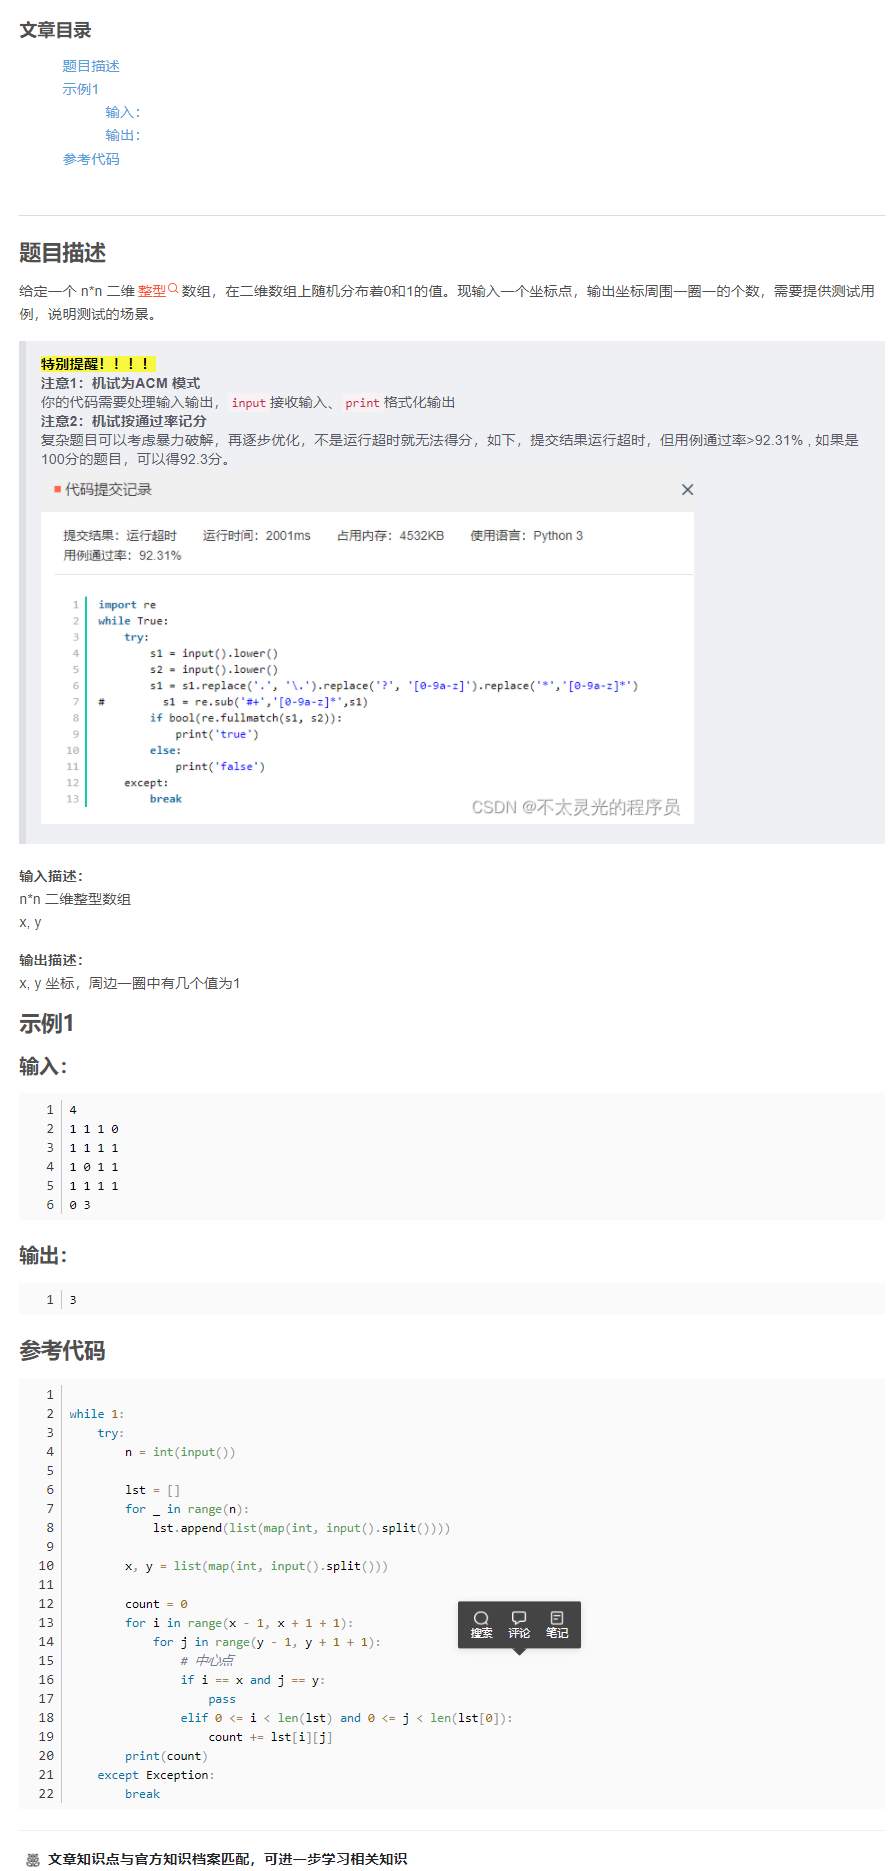 文章目录
题目描述
示例1
输入：
输出：
参考代码
题目描述
给定一个 n*n 二维 整型 数组，在二维数组上随机分布着0和1的值。现输入一个坐标点，输出坐标周围一圈一的个数，需要提供测试用
例，说明测试的场景。
特别提醒！！！！
注意1：机试为ACM 模式
你的代码需要处理输入输出， input 接收输入、 print 格式化输出
注意2：机试按通过率记分
复杂题目可以考虑暴力破解，再逐步优化，不是运行超时就无法得分，如下，提交结果运行超时，但用例通过率>92.31% , 如果是
100分的题目，可以得92.3分。
代码提交记录
提交结果：运行超时 运行时间：2001ms 占用内存：4532KB 使用语言：Python 3
用例通过率：92.31%
1 import re
2 while True:
3     try:
4         s1 = input().lower()
5         s2 = input().lower()
6         s1 = s1.replace('.', '\.').replace('?', '[0-9a-z]').replace('*','[0-9a-z]*')
7 #         s1 = re.sub('#+','[0-9a-z]*',s1)
8         if bool(re.fullmatch(s1, s2)):
9             print('true')
10         else:
11             print('false')
12     except:
13         break
CSDN @不太灵光的程序员
输入描述：
n*n 二维整型数组
x, y
输出描述：
x, y 坐标，周边一圈中有几个值为1
示例1
输入：
1 4
2 1 1 1 0
3 1 1 1 1
4 1 0 1 1
5 1 1 1 1
6 0 3
输出：
1 3
参考代码
1
2 while 1:
3     try:
4         n = int(input())
5
6         lst = []
7         for _ in range(n):
8             lst.append(list(map(int, input().split())))
9
10         x, y = list(map(int, input().split()))
11
12         count = 0
13         for i in range(x - 1, x + 1 + 1):
14             for j in range(y - 1, y + 1 + 1):
15                 # 中心点
16                 if i == x and j == y:
17                     pass
18                 elif 0 <= i < len(lst) and 0 <= j < len(lst[0]):
19                     count += lst[i][j]
20         print(count)
21     except Exception:
22         break
搜索 评论 笔记
文章知识点与官方知识档案匹配，可进一步学习相关知识